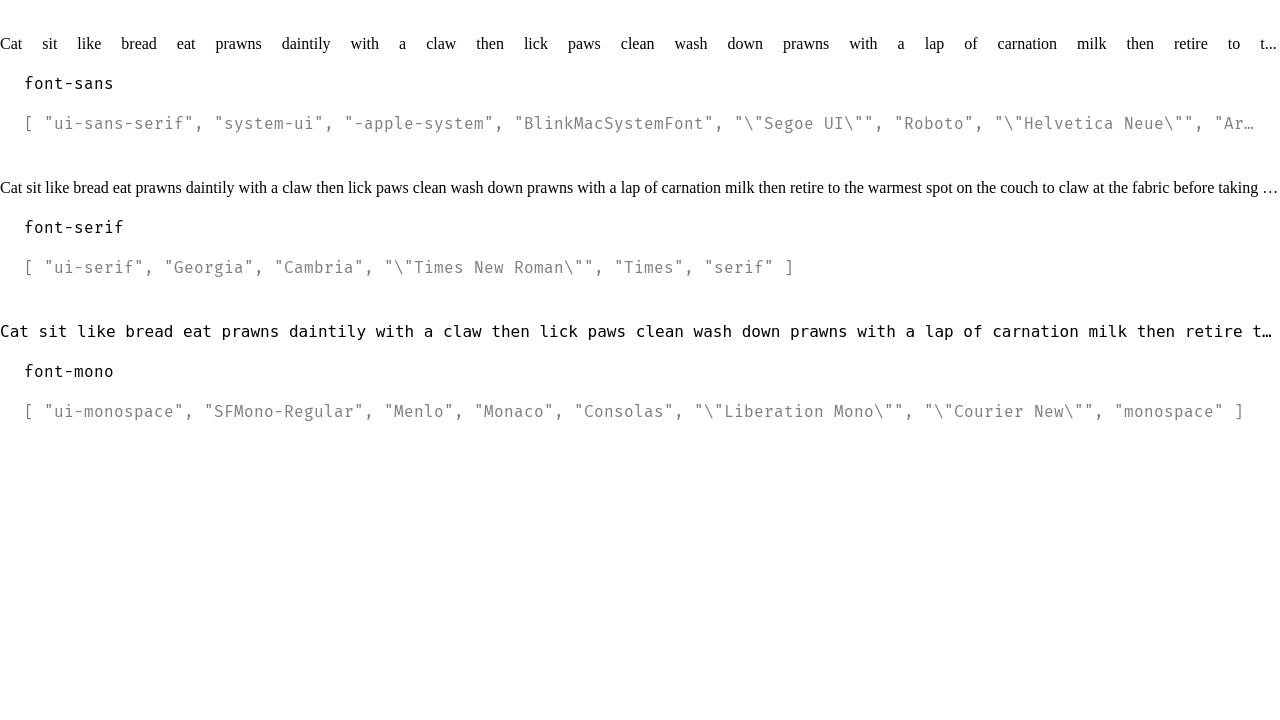 Cat sit like bread eat prawns daintily with a claw then lick paws clean wash down prawns with a lap of carnation milk then retire to t...
font-sans
[ "ui-sans-serif", "system-ui", "-apple-system", "BlinkMacSystemFont", "\"Segoe UI\"", "Roboto", "\"Helvetica Neue\"", "Ar…
Cat sit like bread eat prawns daintily with a claw then lick paws clean wash down prawns with a lap of carnation milk then retire to the warmest spot on the couch to claw at the fabric before taking …
font-serif
[ "ui-serif", "Georgia", "Cambria", "\"Times New Roman\"", "Times", "serif" ]
Cat sit like bread eat prawns daintily with a claw then lick paws clean wash down prawns with a lap of carnation milk then retire t…
font-mono
[ "ui-monospace", "SFMono-Regular", "Menlo", "Monaco", "Consolas", "\"Liberation Mono\"", "\"Courier New\"", "monospace" ]